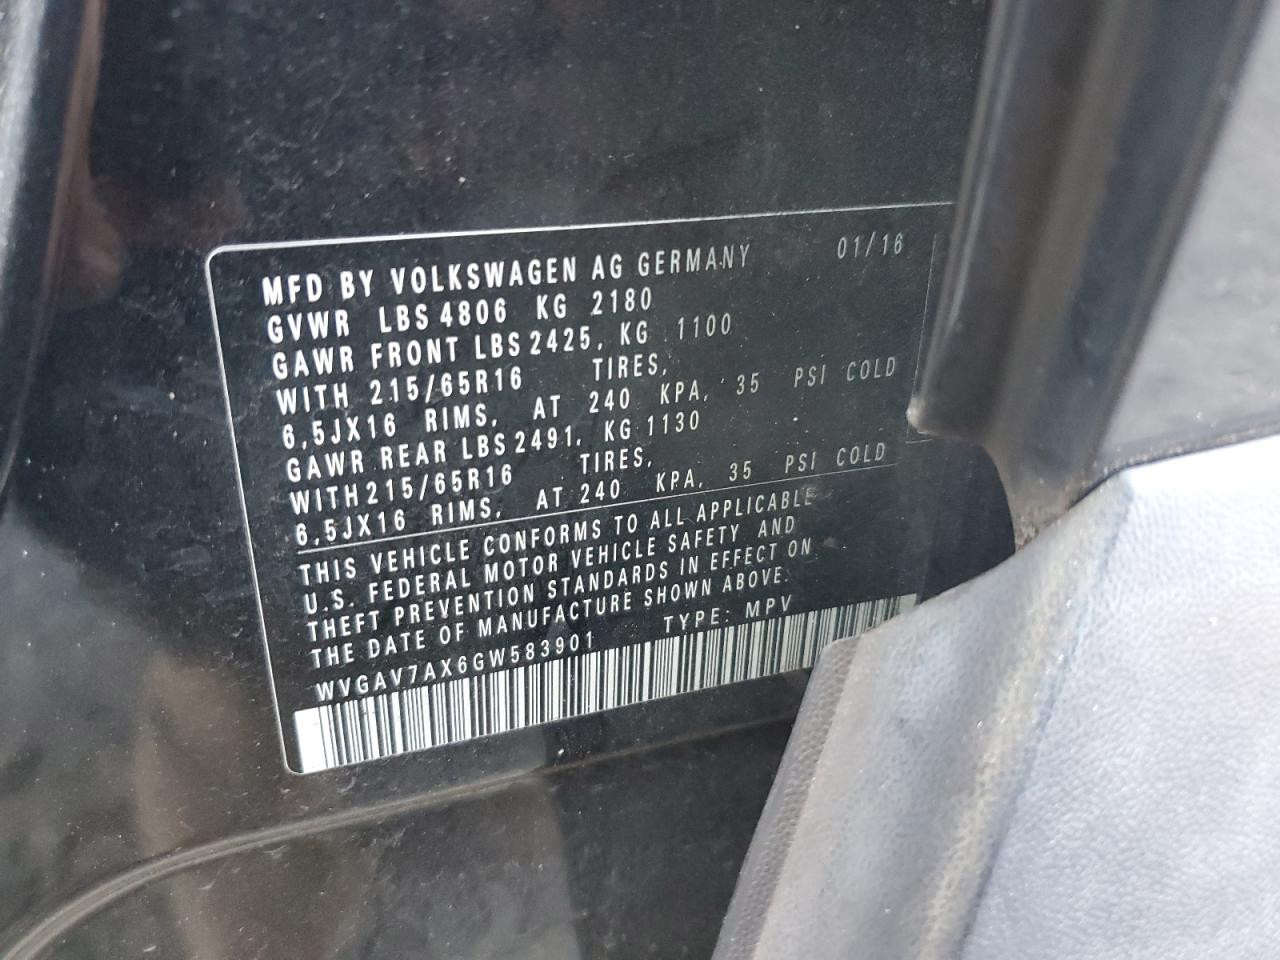 MFD BY VOLKSWAGEN AG GERMANY 01/16
GVWR LBS 4806 KG 2180
GAWR FRONT LBS 2425, KG 1100
WITH 215/65R16 TIRES,
6,5JX16 RIMS, AT 240 KPA, 35 PSI COLD
GAWR REAR LBS 2491, KG 1130
WITH 215/65R16 TIRES,
6,5JX16 RIMS, AT 240 KPA, 35 PSI COLD
THIS VEHICLE CONFORMS TO ALL APPLICABLE
U.S. FEDERAL MOTOR VEHICLE SAFETY AND
THEFT PREVENTION STANDARDS IN EFFECT ON
THE DATE OF MANUFACTURE SHOWN ABOVE.
WVGAV7AX6GW583901 TYPE: MPV